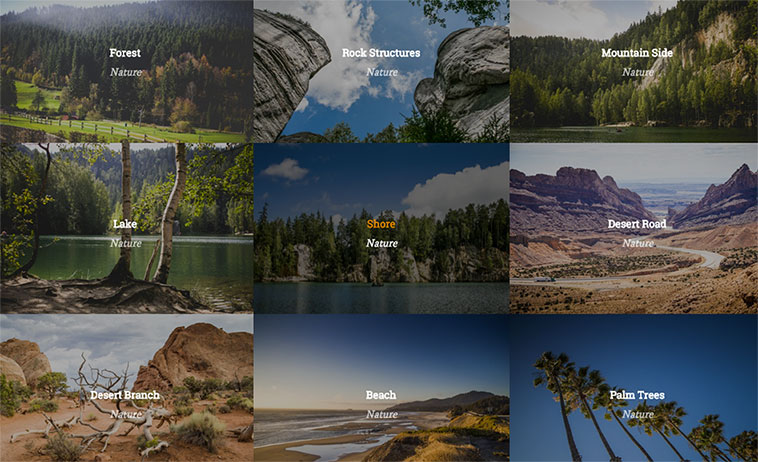 Forest
Nature
Rock Structures
Nature
Mountain Side
Nature
Lake
Nature
Shore
Nature
Desert Road
Nature
Desert Branch
Nature
Beach
Nature
Palm Trees
Nature